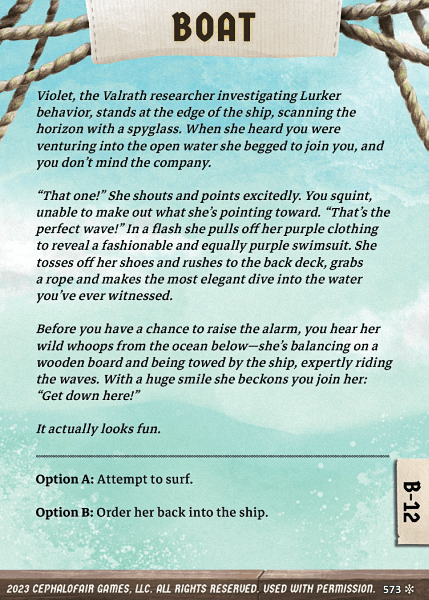 BOAT
Violet, the Valrath researcher investigating Lurker
behavior, stands at the edge of the ship, scanning the
horizon with a spyglass. When she heard you were
venturing into the open water she begged to join you, and
you don’t mind the company.
“That one!” She shouts and points excitedly. You squint,
unable to make out what she’s pointing toward. “That’s the
perfect wave!” In a flash she pulls off her purple clothing
to reveal a fashionable and equally purple swimsuit. She
tosses off her shoes and rushes to the back deck, grabs
a rope and makes the most elegant dive into the water
you’ve ever witnessed.
Before you have a chance to raise the alarm, you hear her
wild whoops from the ocean below—she’s balancing on a
wooden board and being towed by the ship, expertly riding
the waves. With a huge smile she beckons you join her:
“Get down here!”
It actually looks fun.
Option A: Attempt to surf.
Option B: Order her back into the ship.
B-12
2023 CEPHALOFAIR GAMES, LLC. ALL RIGHTS RESERVED. USED WITH PERMISSION. 573